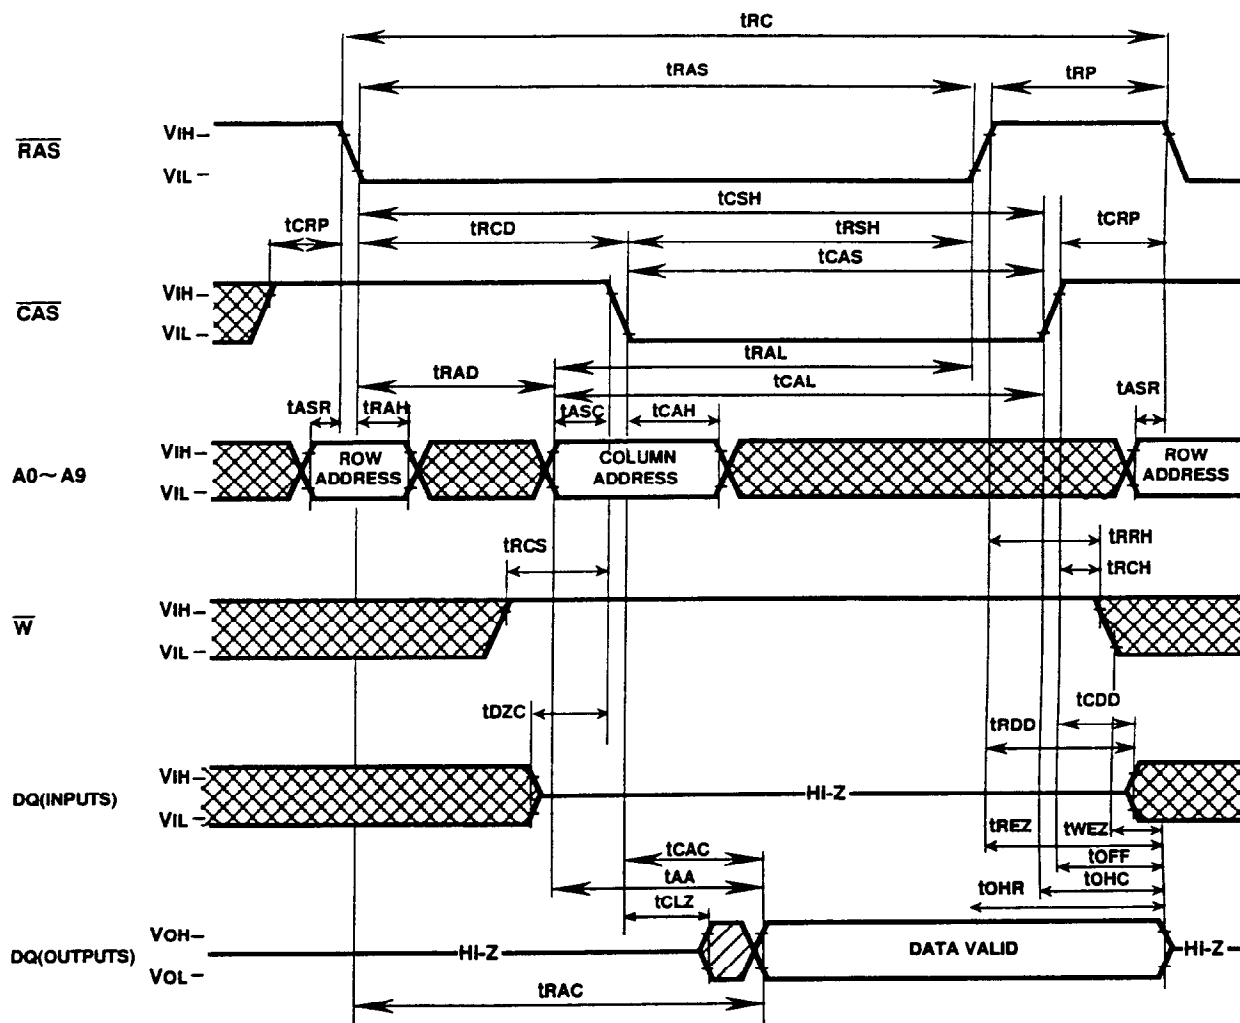 tRC
tRAS
tRP
RAS
VIH
VIL
tCSH
tCRP
tRCD
tRSH
tCRP
tCAS
CAS
VIH
VIL
tRAL
tRAD
tCAL
tASR
tRAH
tASC
tCAH
tASR
A0~A9
VIH
VIL
ROW
ADDRESS
COLUMN
ADDRESS
ROW
ADDRESS
tRCS
tRRH
tRCH
W
VIH
VIL
tDZC
tCDD
tRDD
DQ(INPUTS)
VIH
VIL
HI-Z
tREZ
tWEZ
tCAC
tOFF
tAA
tOHC
tOHR
tCLZ
DQ(OUTPUTS)
VOH
VOL
HI-Z
DATA VALID
HI-Z
tRAC